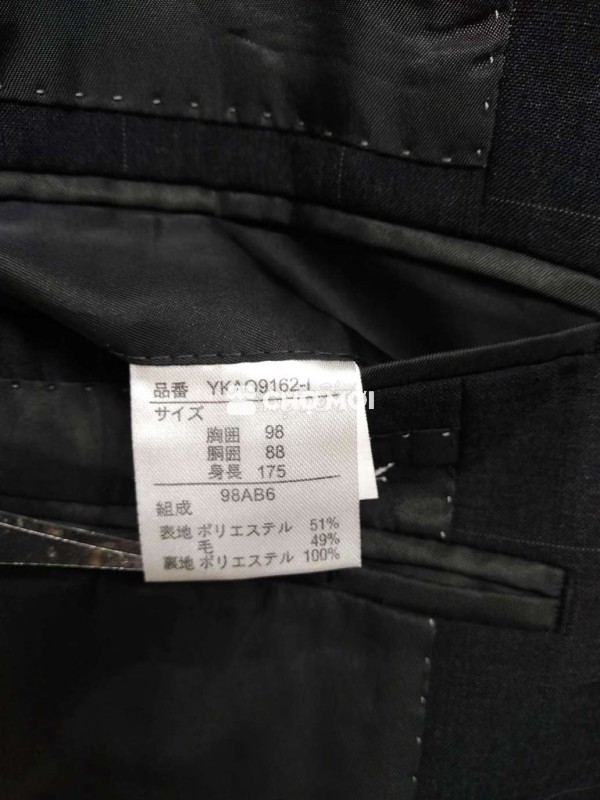 品番 YKAO9162-I
サイズ
CHỢ MỚI
胸囲 98
胴囲 88
身長 175
98AB6
組成
表地 ポリエステル 51%
毛 49%
裏地 ポリエステル 100%